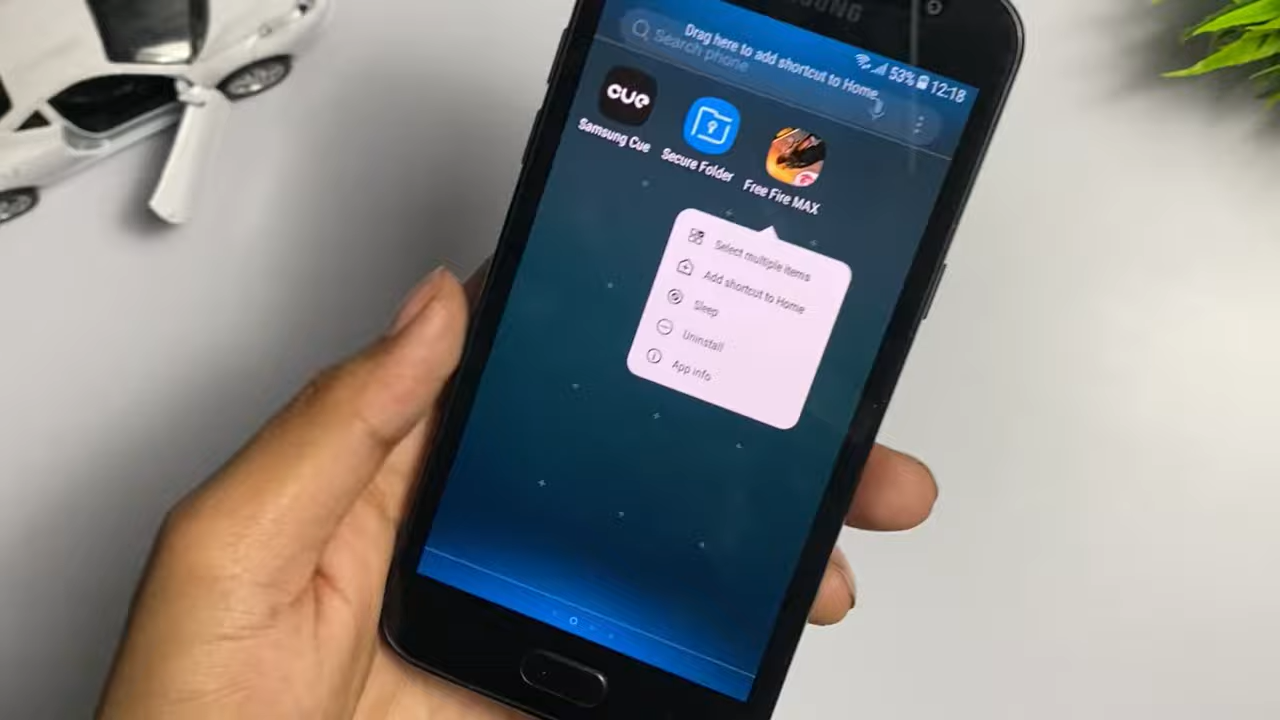 SAMSUNG
53% 12:18
Drag here to add shortcut to Home.
Search phone
cue
Samsung Cue
Secure Folder
Free Fire MAX
Select multiple items
Add shortcut to Home
Sleep
Uninstall
App info